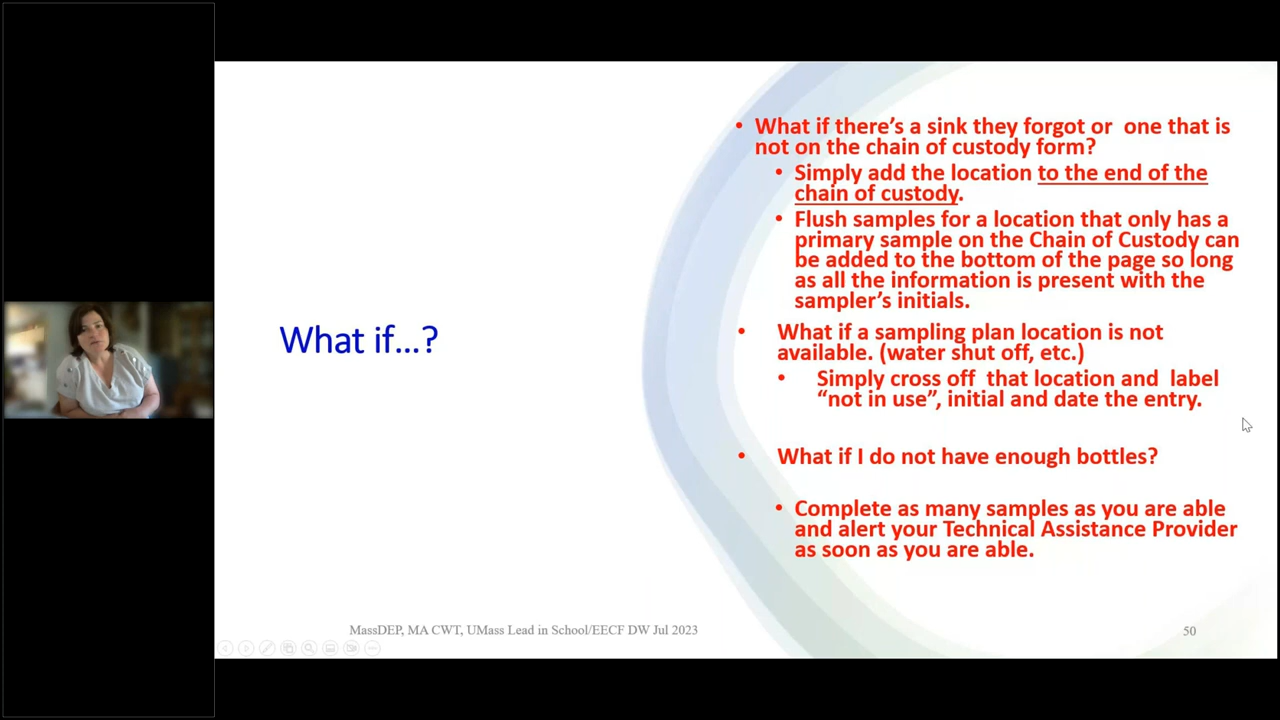 What if there's a sink they forgot or one that is
not on the chain of custody form?
Simply add the location to the end of the
chain of custody.
Flush samples for a location that only has a
primary sample on the Chain of Custody can
be added to the bottom of the page so long
as all the information is present with the
sampler's initials.
What if…?
What if a sampling plan location is not
available. (water shut off, etc.)
Simply cross off that location and label
“not in use”, initial and date the entry.
What if I do not have enough bottles?
Complete as many samples as you are able
and alert your Technical Assistance Provider
as soon as you are able.
MassDEP, MA CWT, UMass Lead in School/EECF DW Jul 2023
50